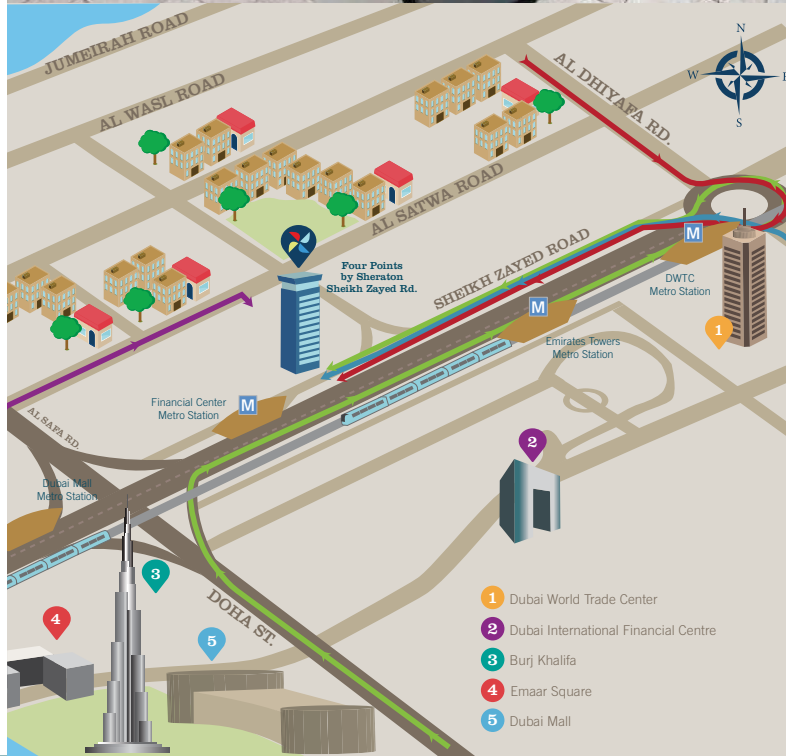 JUMEIRAH ROAD
AL WASL ROAD
AL DHIYAFA RD.
N
W
E
S
AL SATWA ROAD
SHEIKH ZAYED ROAD
Four Points
by Sheraton
Sheikh Zayed Rd.
M
DWTC
Metro Station
1
M
Emirates Towers
Metro Station
M
Financial Center
Metro Station
AL SAFA RD.
2
Dubai Mall
Metro Station
3
DOHA ST.
4
5
1 Dubai World Trade Center
2 Dubai International Financial Centre
3 Burj Khalifa
4 Emaar Square
5 Dubai Mall